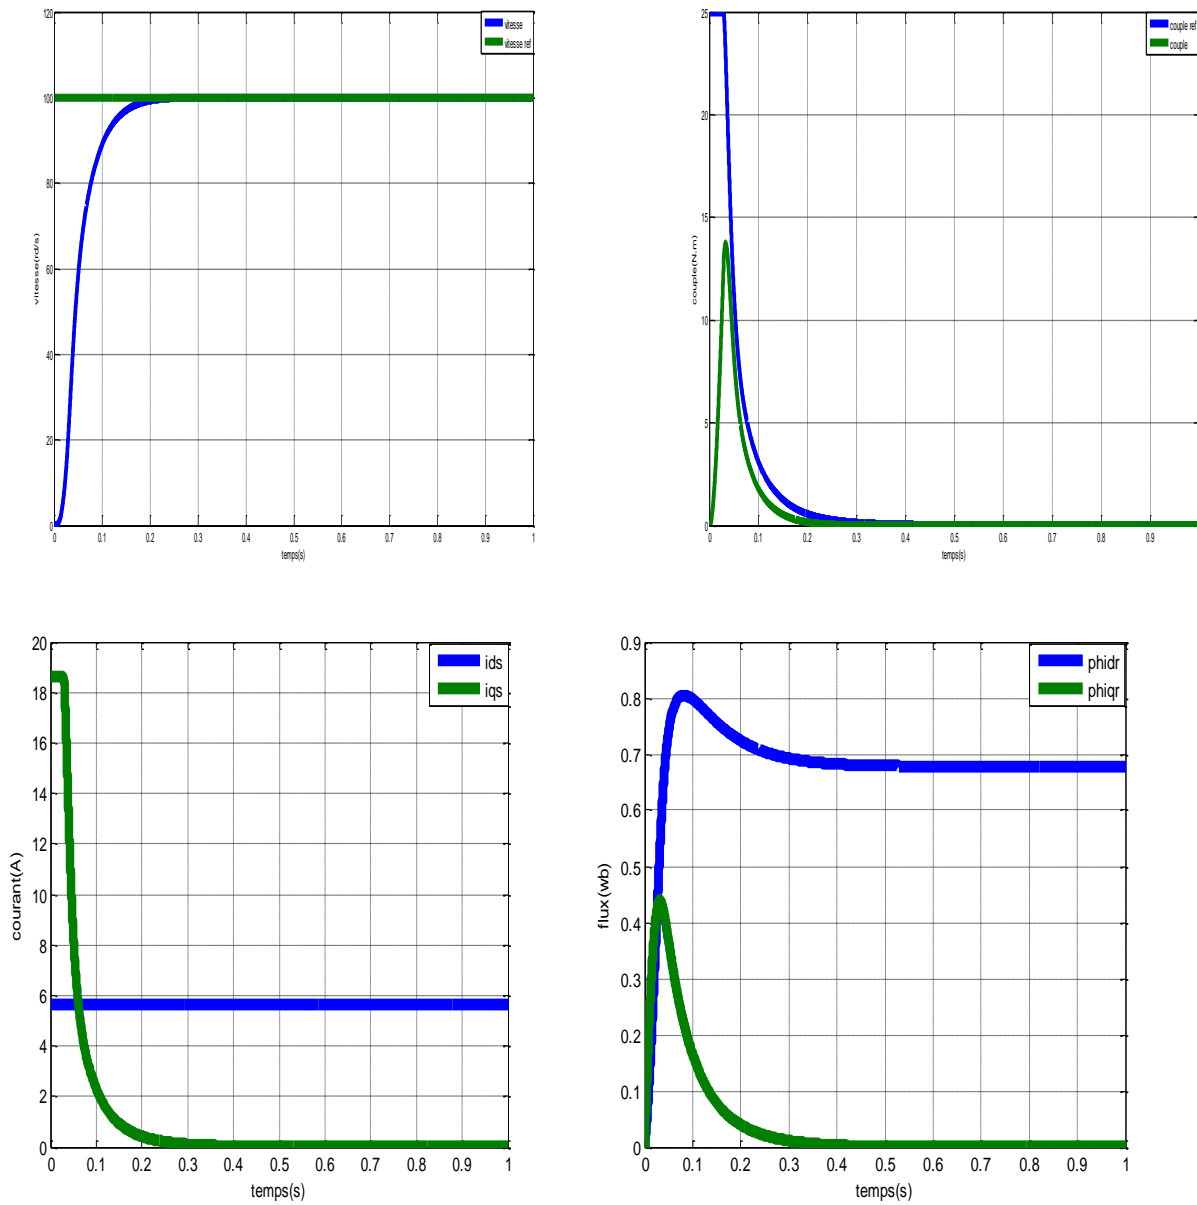 120
100
80
60
40
20
0
vitesse(rd/s)
vitesse
vitesse ref
0 0.1 0.2 0.3 0.4 0.5 0.6 0.7 0.8 0.9 1
temps(s)
25
20
15
10
5
0
couple(N.m)
couple ref
couple
0 0.1 0.2 0.3 0.4 0.5 0.6 0.7 0.8 0.9
temps(s)
20
18
16
14
12
10
8
6
4
2
0
courant(A)
ids
iqs
0 0.1 0.2 0.3 0.4 0.5 0.6 0.7 0.8 0.9 1
temps(s)
0.9
0.8
0.7
0.6
0.5
0.4
0.3
0.2
0.1
0
flux(wb)
phidr
phiqr
0 0.1 0.2 0.3 0.4 0.5 0.6 0.7 0.8 0.9 1
temps(s)